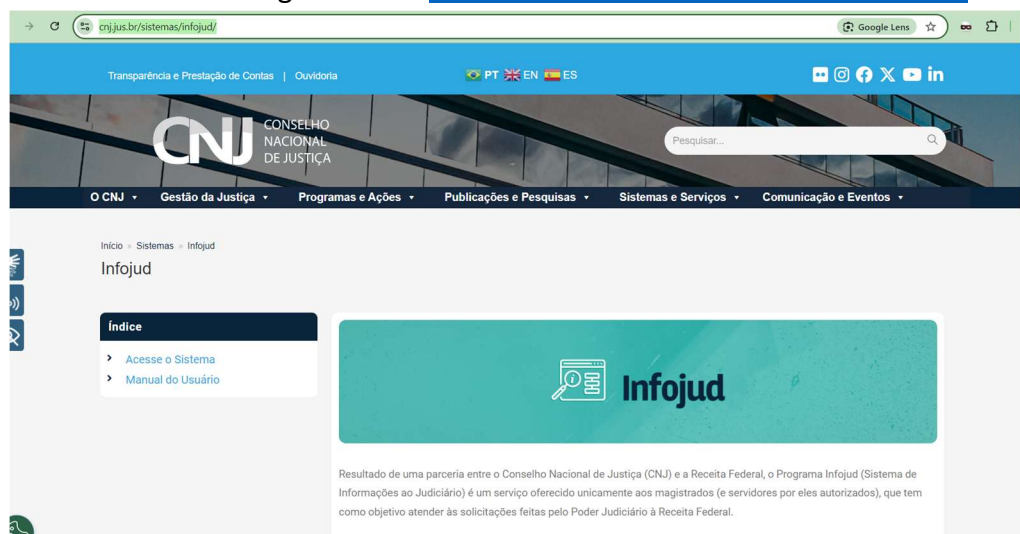 cnj.jus.br/sistemas/infojud/
Google Lens
Transparência e Prestação de Contas | Ouvidoria
PT EN ES
CNJ CONSELHO
NACIONAL
DE JUSTIÇA
Pesquisar...
O CNJ Gestão da Justiça Programas e Ações Publicações e Pesquisas Sistemas e Serviços Comunicação e Eventos
Início » Sistemas » Infojud
Infojud
Índice
Acesse o Sistema
Manual do Usuário
Infojud
Resultado de uma parceria entre o Conselho Nacional de Justiça (CNJ) e a Receita Federal, o Programa Infojud (Sistema de
Informações ao Judiciário) é um serviço oferecido unicamente aos magistrados (e servidores por eles autorizados), que tem
como objetivo atender às solicitações feitas pelo Poder Judiciário à Receita Federal.